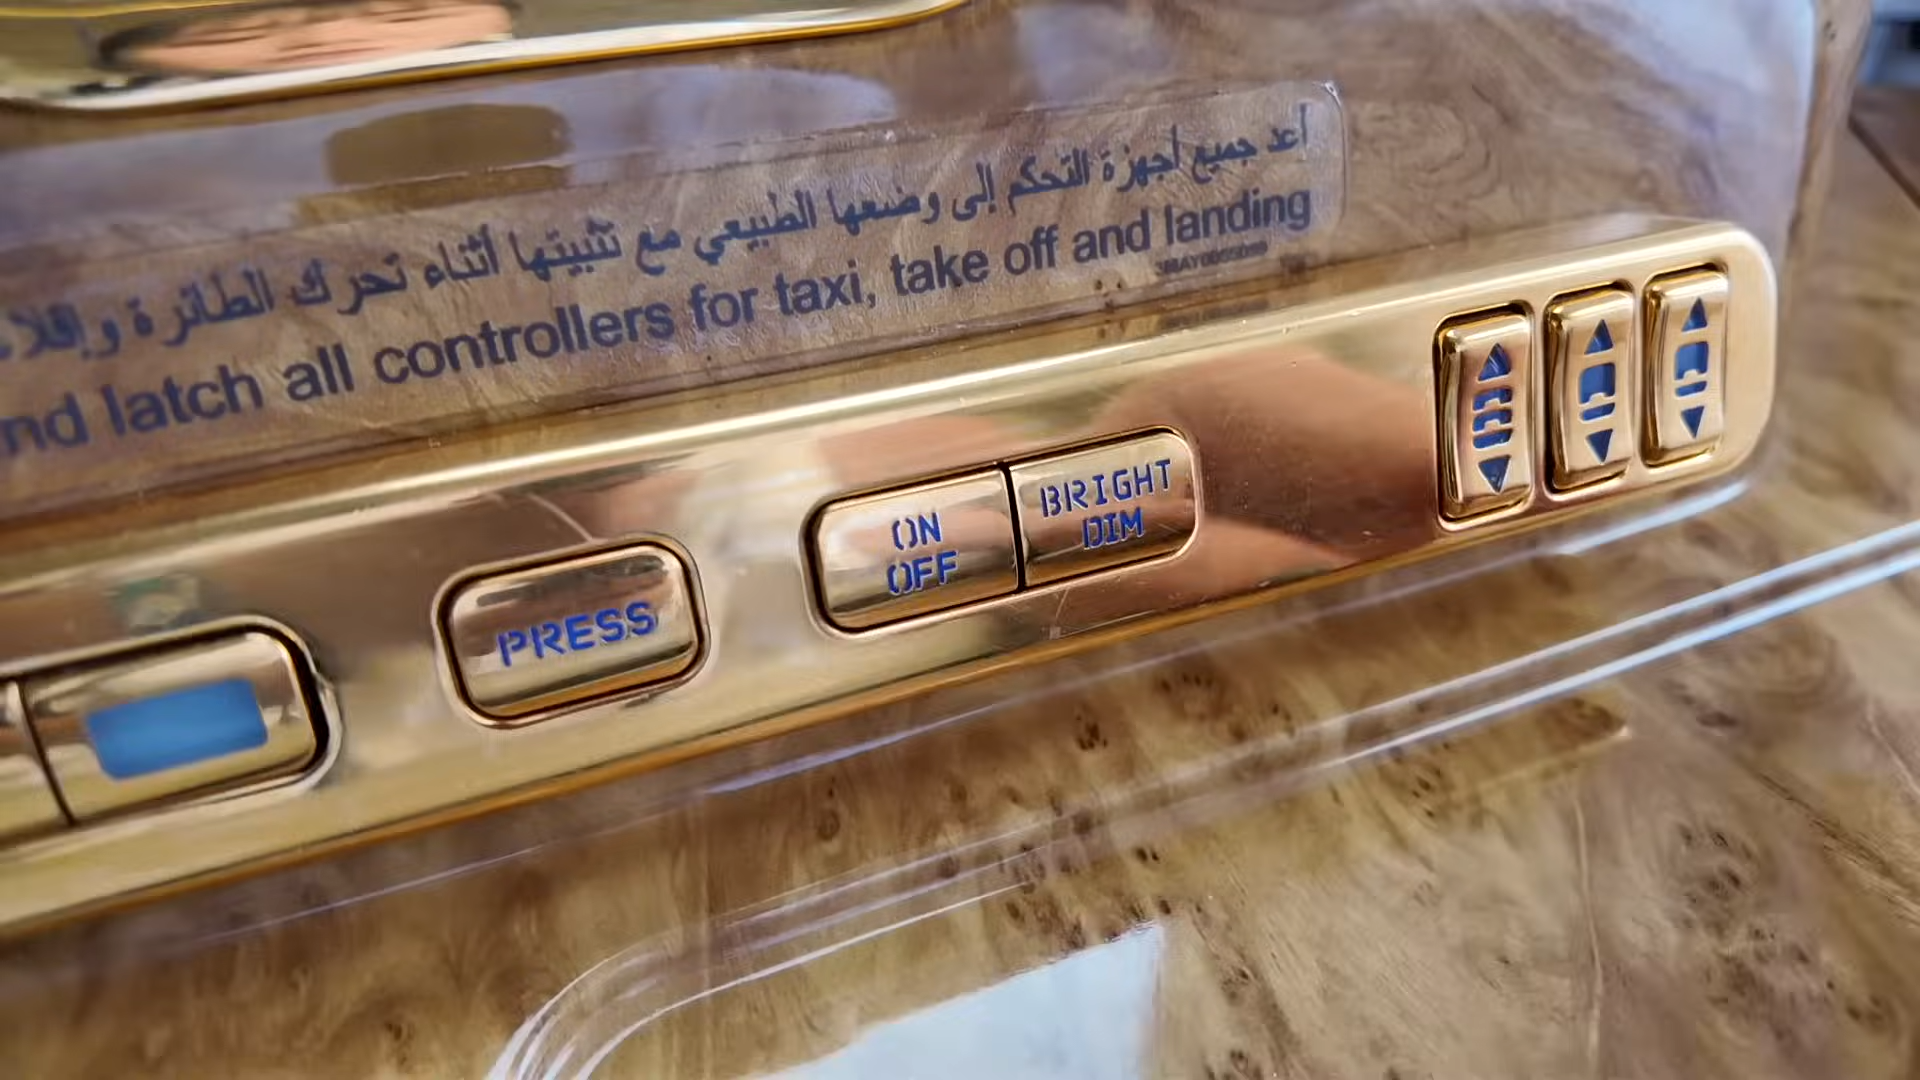 أعد جميع أجهزة التحكم إلى وضعها الطبيعي مع تثبيتها أثناء تحرك الطائرة
latch all controllers for taxi, take off and landing
PRESS
ON
OFF
BRIGHT
DIM